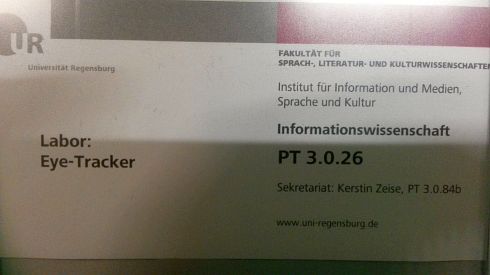 UR
Universität Regensburg
FAKULTÄT FÜR
SPRACH-, LITERATUR- UND KULTURWISSENSCHAFTEN
Institut für Information und Medien,
Sprache und Kultur
Informationswissenschaft
Labor:
Eye-Tracker
PT 3.0.26
Sekretariat: Kerstin Zeise, PT 3.0.84b
www.uni-regensburg.de